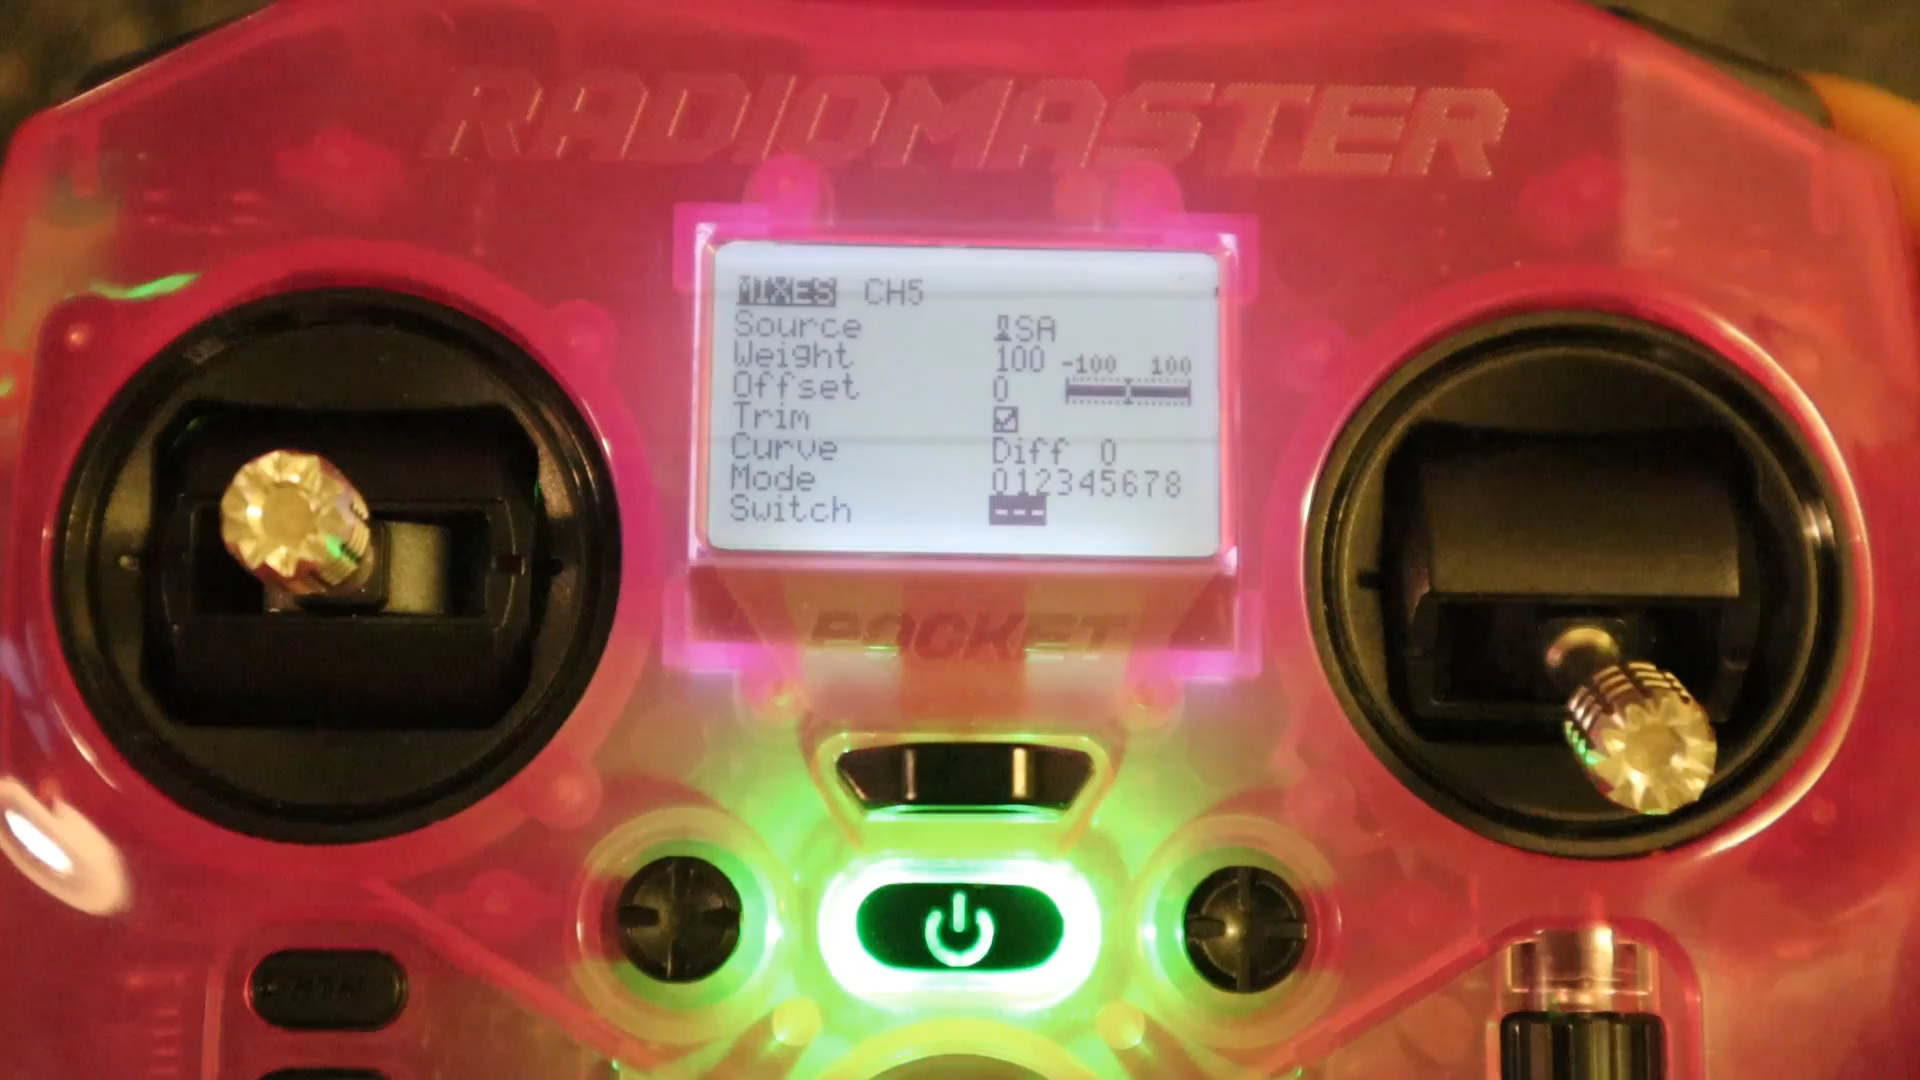 RADIOMASTER
MIXES CH5
Source SA
Weight 100 -100 100
Offset 0
Trim
Curve Diff 0
Mode 012345678
Switch ---
POCKET